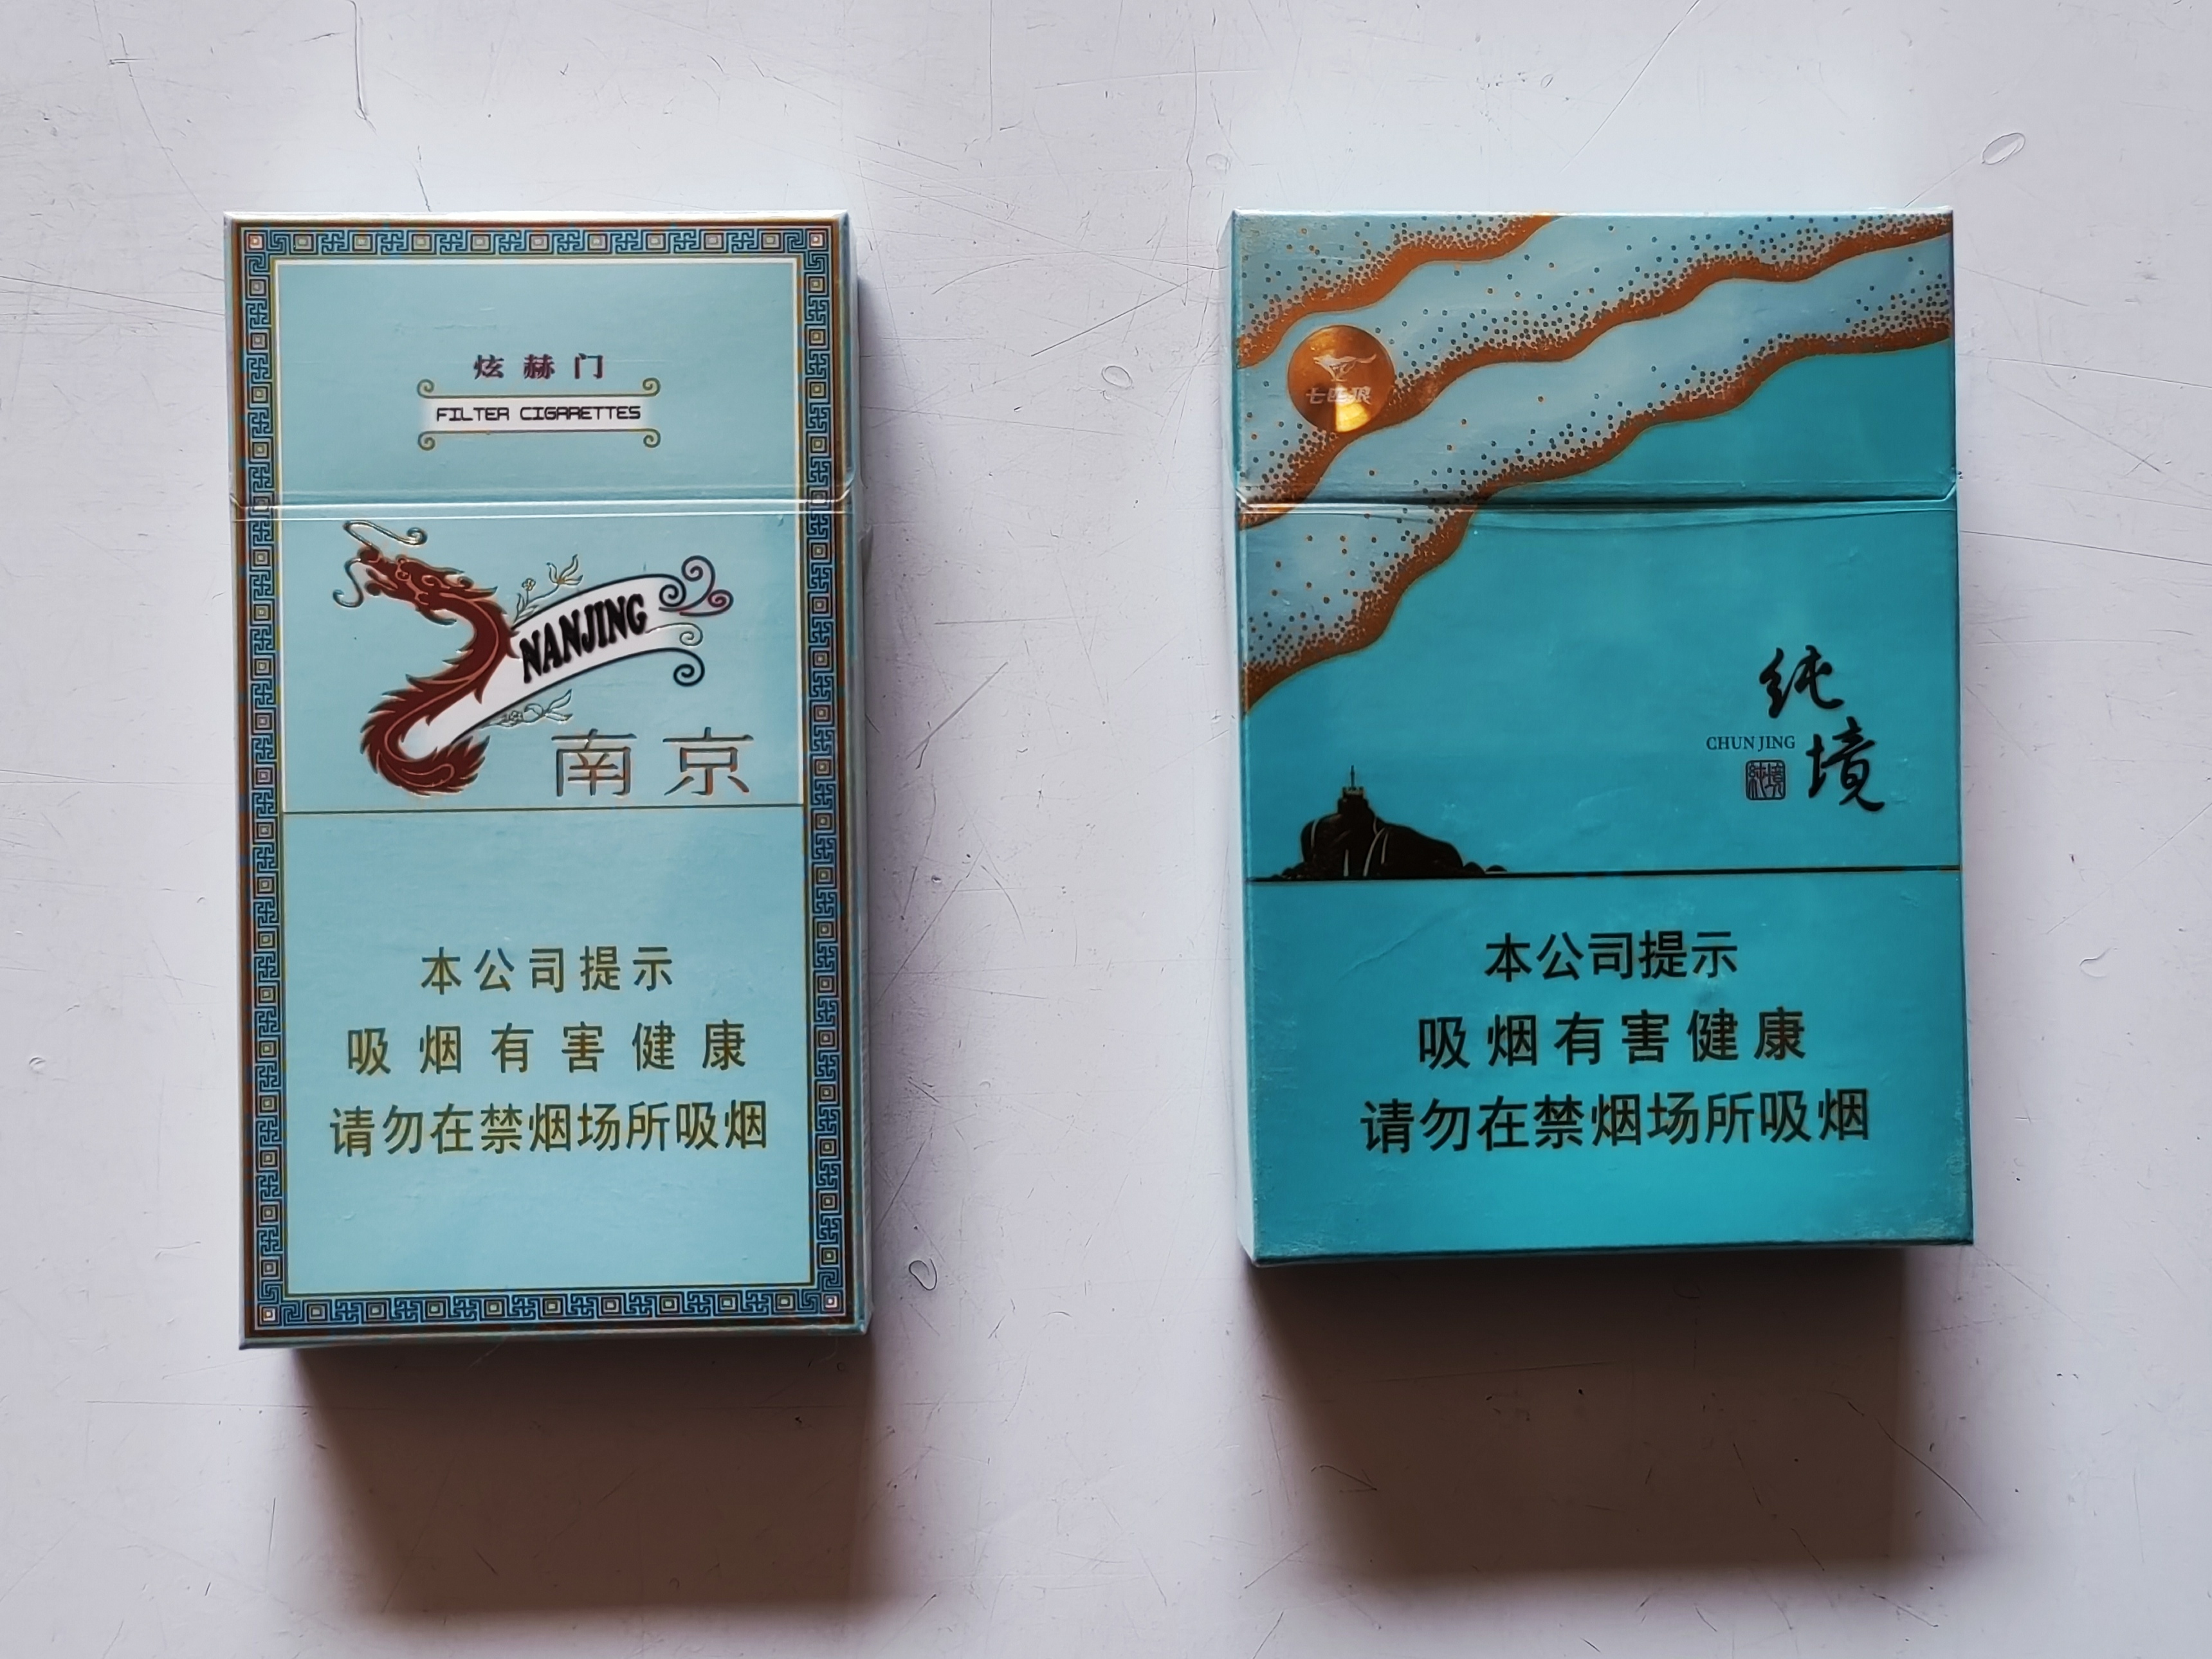 炫赫门
FILTER CIGARETTES
NANJING
南京
本公司提示
吸烟有害健康
请勿在禁烟场所吸烟
七匹狼
纯境
CHUN JING
純境
本公司提示
吸烟有害健康
请勿在禁烟场所吸烟